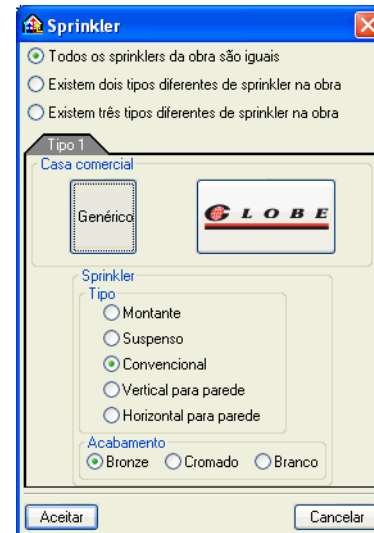 Sprinkler
Todos os sprinklers da obra são iguais
Existem dois tipos diferentes de sprinkler na obra
Existem três tipos diferentes de sprinkler na obra
Tipo 1
Casa comercial
Genérico
GLOBE
Sprinkler
Tipo
Montante
Suspenso
Convencional
Vertical para parede
Horizontal para parede
Acabamento
Bronze Cromado Branco
Aceitar Cancelar